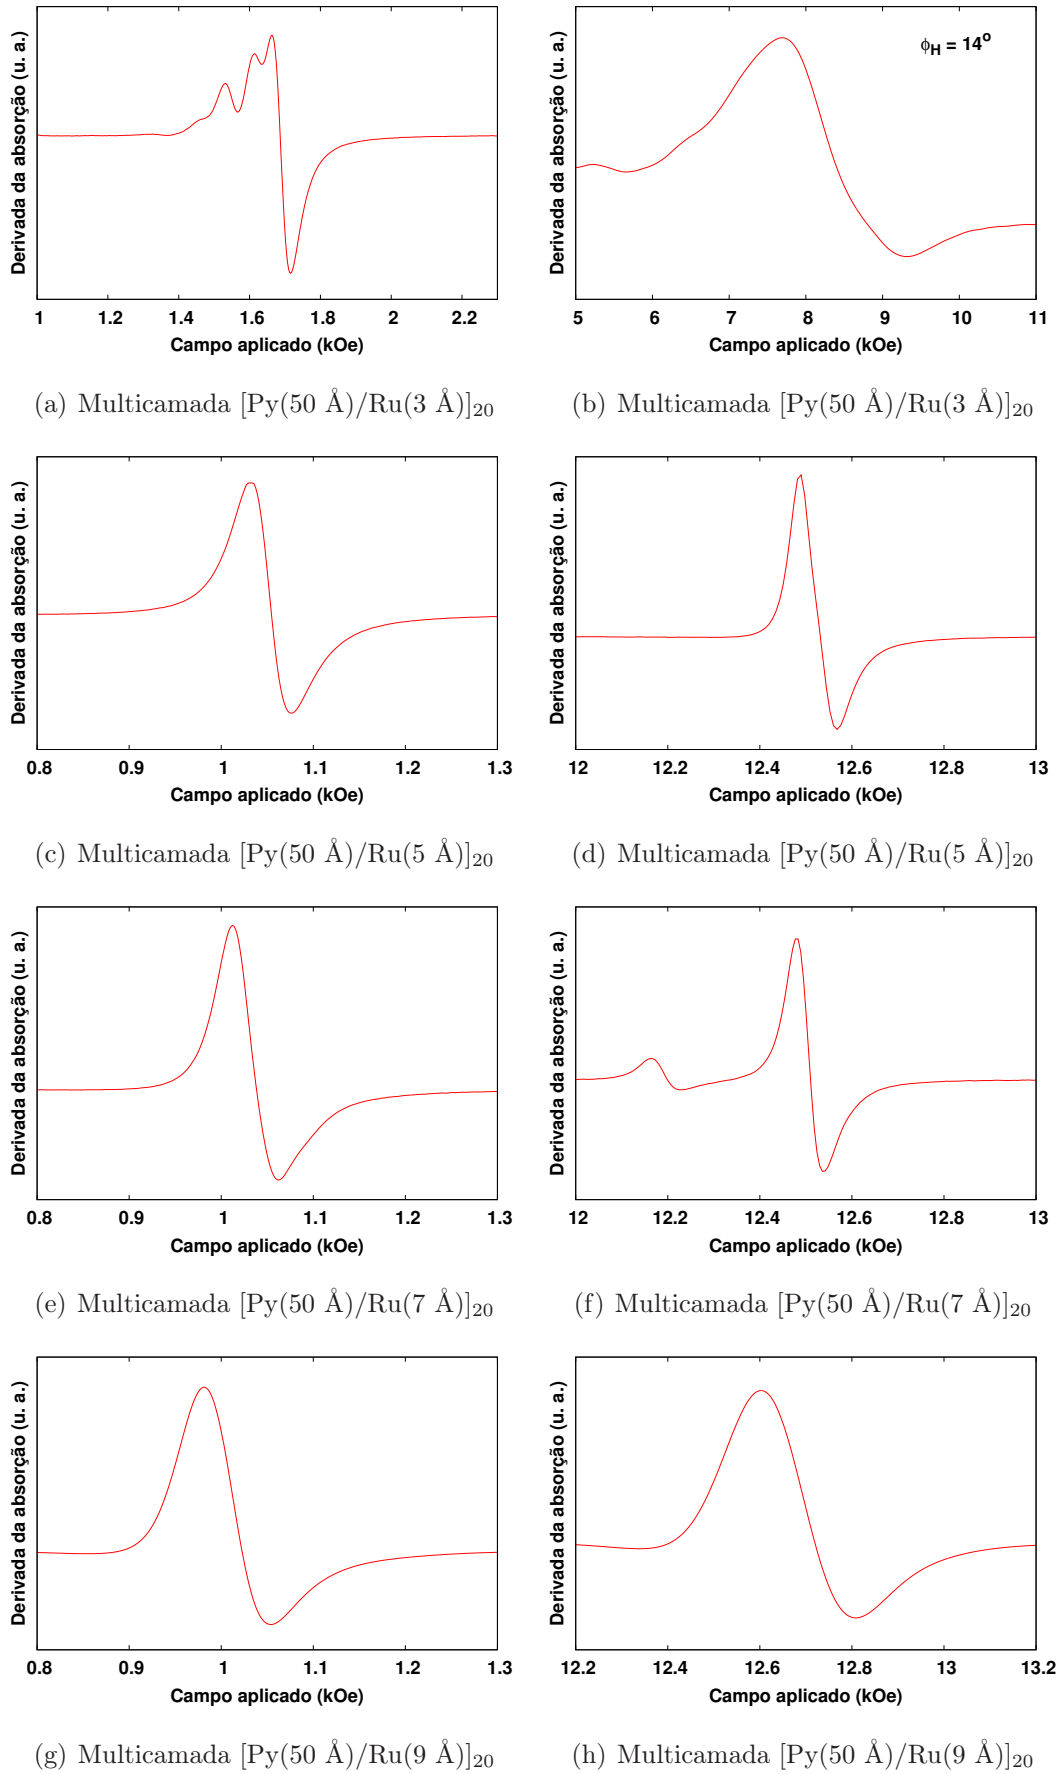 Derivada da absorção (u. a.)
1 1.2 1.4 1.6 1.8 2 2.2
Campo aplicado (kOe)
(a) Multicamada [Py(50 Å)/Ru(3 Å)]₂₀
Derivada da absorção (u. a.)
ϕH = 14°
5 6 7 8 9 10 11
Campo aplicado (kOe)
(b) Multicamada [Py(50 Å)/Ru(3 Å)]₂₀
Derivada da absorção (u. a.)
0.8 0.9 1 1.1 1.2 1.3
Campo aplicado (kOe)
(c) Multicamada [Py(50 Å)/Ru(5 Å)]₂₀
Derivada da absorção (u. a.)
12 12.2 12.4 12.6 12.8 13
Campo aplicado (kOe)
(d) Multicamada [Py(50 Å)/Ru(5 Å)]₂₀
Derivada da absorção (u. a.)
0.8 0.9 1 1.1 1.2 1.3
Campo aplicado (kOe)
(e) Multicamada [Py(50 Å)/Ru(7 Å)]₂₀
Derivada da absorção (u. a.)
12 12.2 12.4 12.6 12.8 13
Campo aplicado (kOe)
(f) Multicamada [Py(50 Å)/Ru(7 Å)]₂₀
Derivada da absorção (u. a.)
0.8 0.9 1 1.1 1.2 1.3
Campo aplicado (kOe)
(g) Multicamada [Py(50 Å)/Ru(9 Å)]₂₀
Derivada da absorção (u. a.)
12.2 12.4 12.6 12.8 13 13.2
Campo aplicado (kOe)
(h) Multicamada [Py(50 Å)/Ru(9 Å)]₂₀